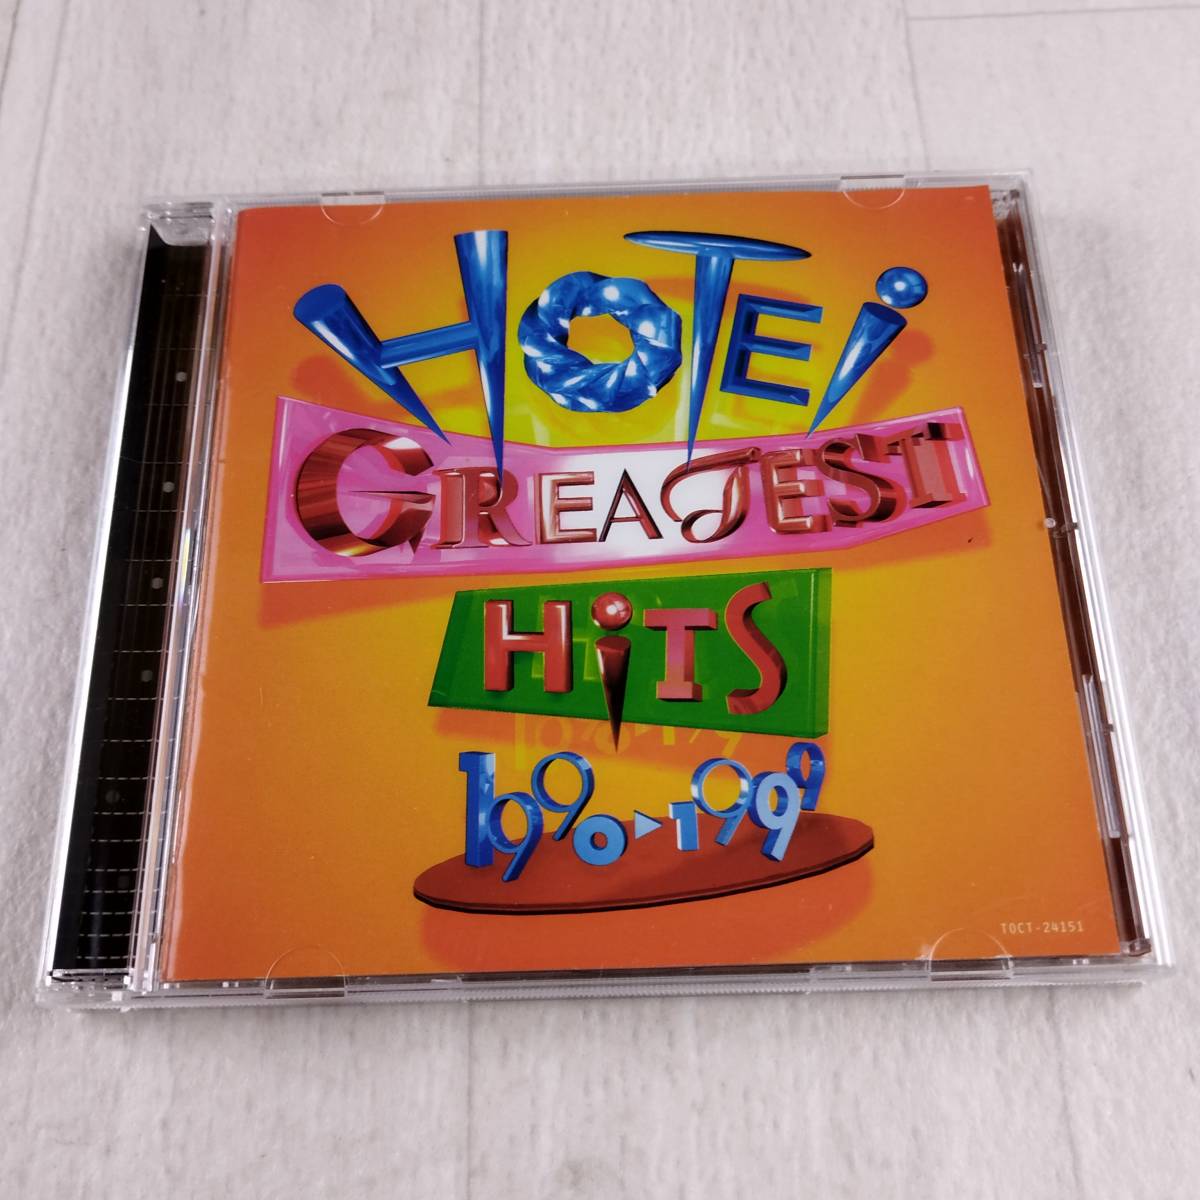 HOTEi
GREATEST
HiTS
1990▶1999
TOCT-24151